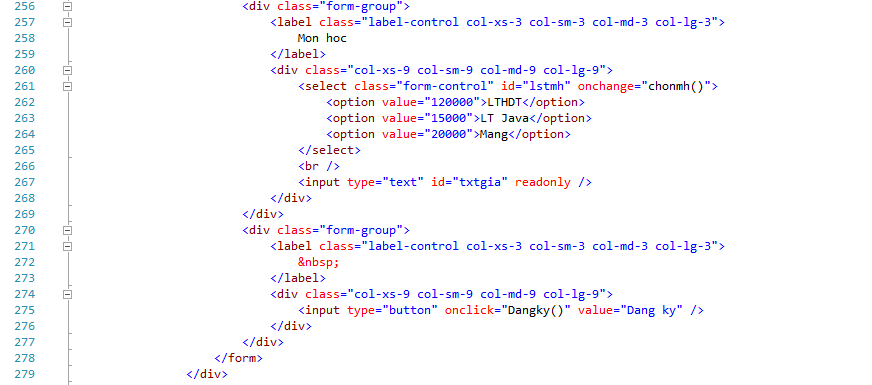 256 <div class="form-group">
257 <label class="label-control col-xs-3 col-sm-3 col-md-3 col-lg-3">
258 Mon hoc
259 </label>
260 <div class="col-xs-9 col-sm-9 col-md-9 col-lg-9">
261 <select class="form-control" id="lstmh" onchange="chonmh()">
262 <option value="120000">LTHDT</option>
263 <option value="15000">LT Java</option>
264 <option value="20000">Mang</option>
265 </select>
266 <br />
267 <input type="text" id="txtgia" readonly />
268 </div>
269 </div>
270 <div class="form-group">
271 <label class="label-control col-xs-3 col-sm-3 col-md-3 col-lg-3">
272 &nbsp;
273 </label>
274 <div class="col-xs-9 col-sm-9 col-md-9 col-lg-9">
275 <input type="button" onclick="Dangky()" value="Dang ky" />
276 </div>
277 </div>
278 </form>
279 </div>